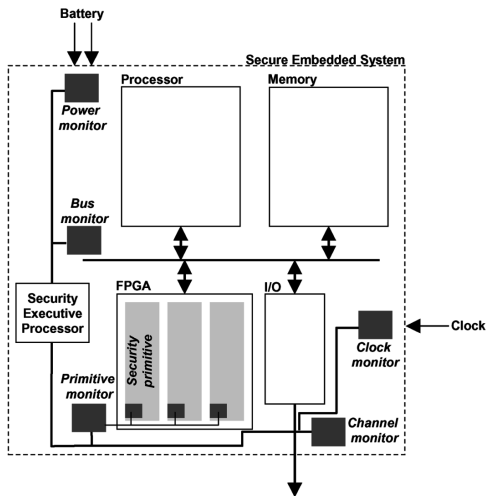 Battery
Secure Embedded System
Processor
Memory
Power
monitor
Bus
monitor
FPGA
I/O
Security
Executive
Processor
Security
primitive
Clock
Clock
monitor
Primitive
monitor
Channel
monitor